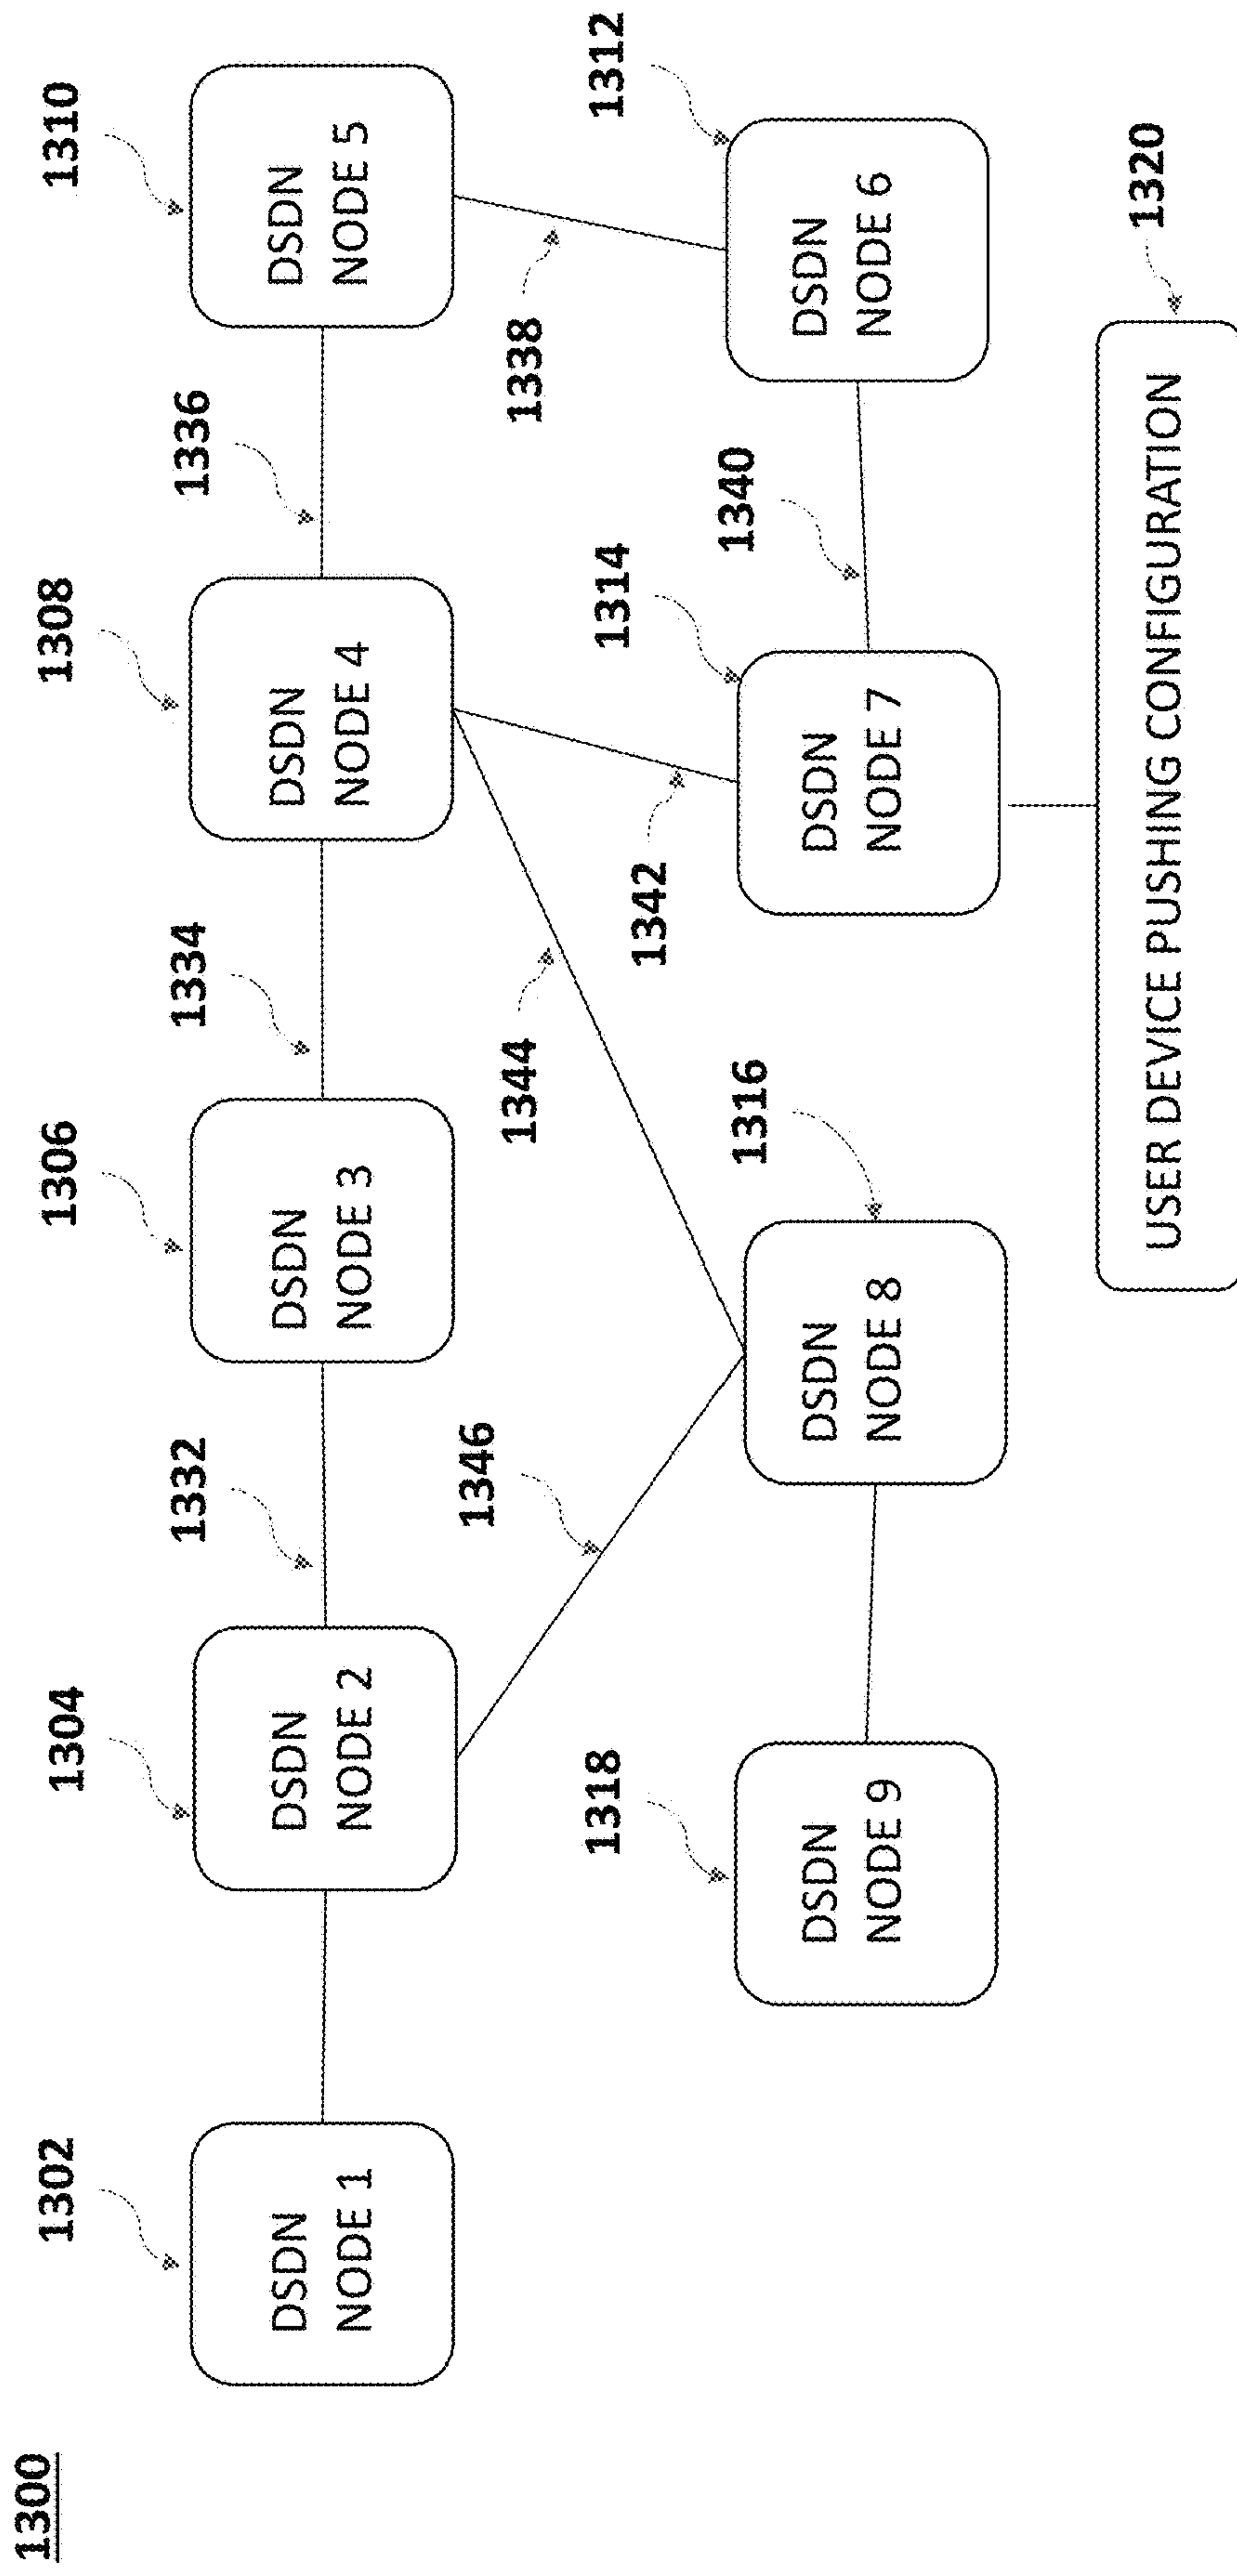 1300
1302
1304
1306
1308
1310
DSDN
NODE 1
DSDN
NODE 2
DSDN
NODE 3
DSDN
NODE 4
DSDN
NODE 5
1332
1334
1336
1346
1344
1338
1318
1316
1342
1314
1340
1312
DSDN
NODE 9
DSDN
NODE 8
DSDN
NODE 7
DSDN
NODE 6
1320
USER DEVICE PUSHING CONFIGURATION